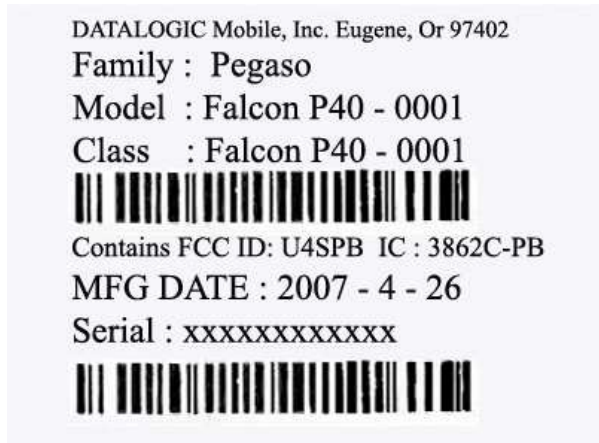 DATALOGIC Mobile, Inc. Eugene, Or 97402
Family : Pegaso
Model : Falcon P40 - 0001
Class : Falcon P40 - 0001
Contains FCC ID: U4SPB IC : 3862C-PB
MFG DATE : 2007 - 4 - 26
Serial : xxxxxxxxxxxx